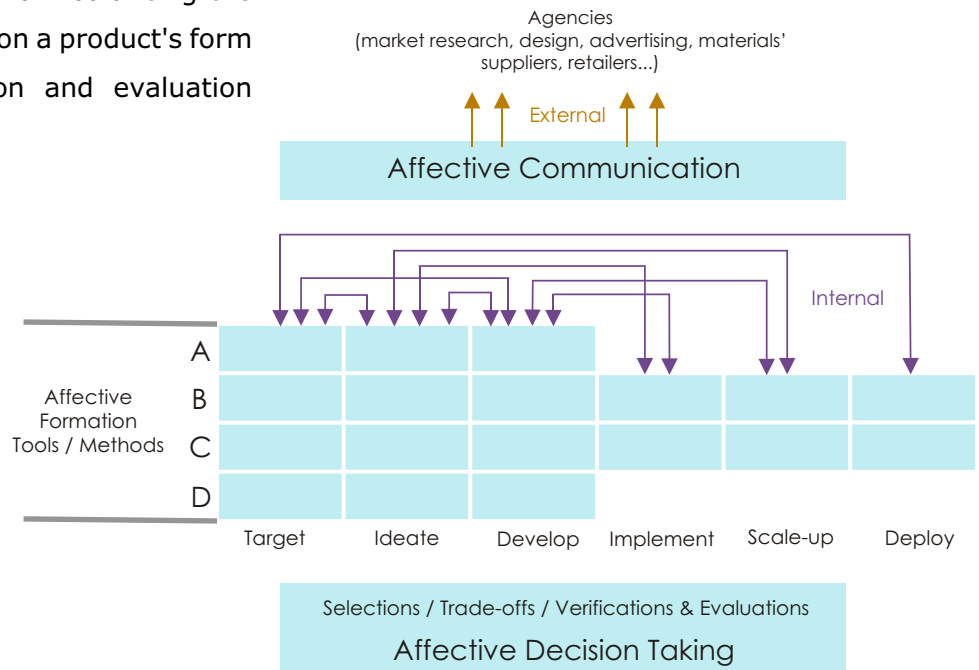 on a product's form
on and evaluation
Agencies
(market research, design, advertising, materials’
suppliers, retailers...)
External
Affective Communication
Internal
A
B
C
D
Affective
Formation
Tools / Methods
Target Ideate Develop Implement Scale-up Deploy
Selections / Trade-offs / Verifications & Evaluations
Affective Decision Taking